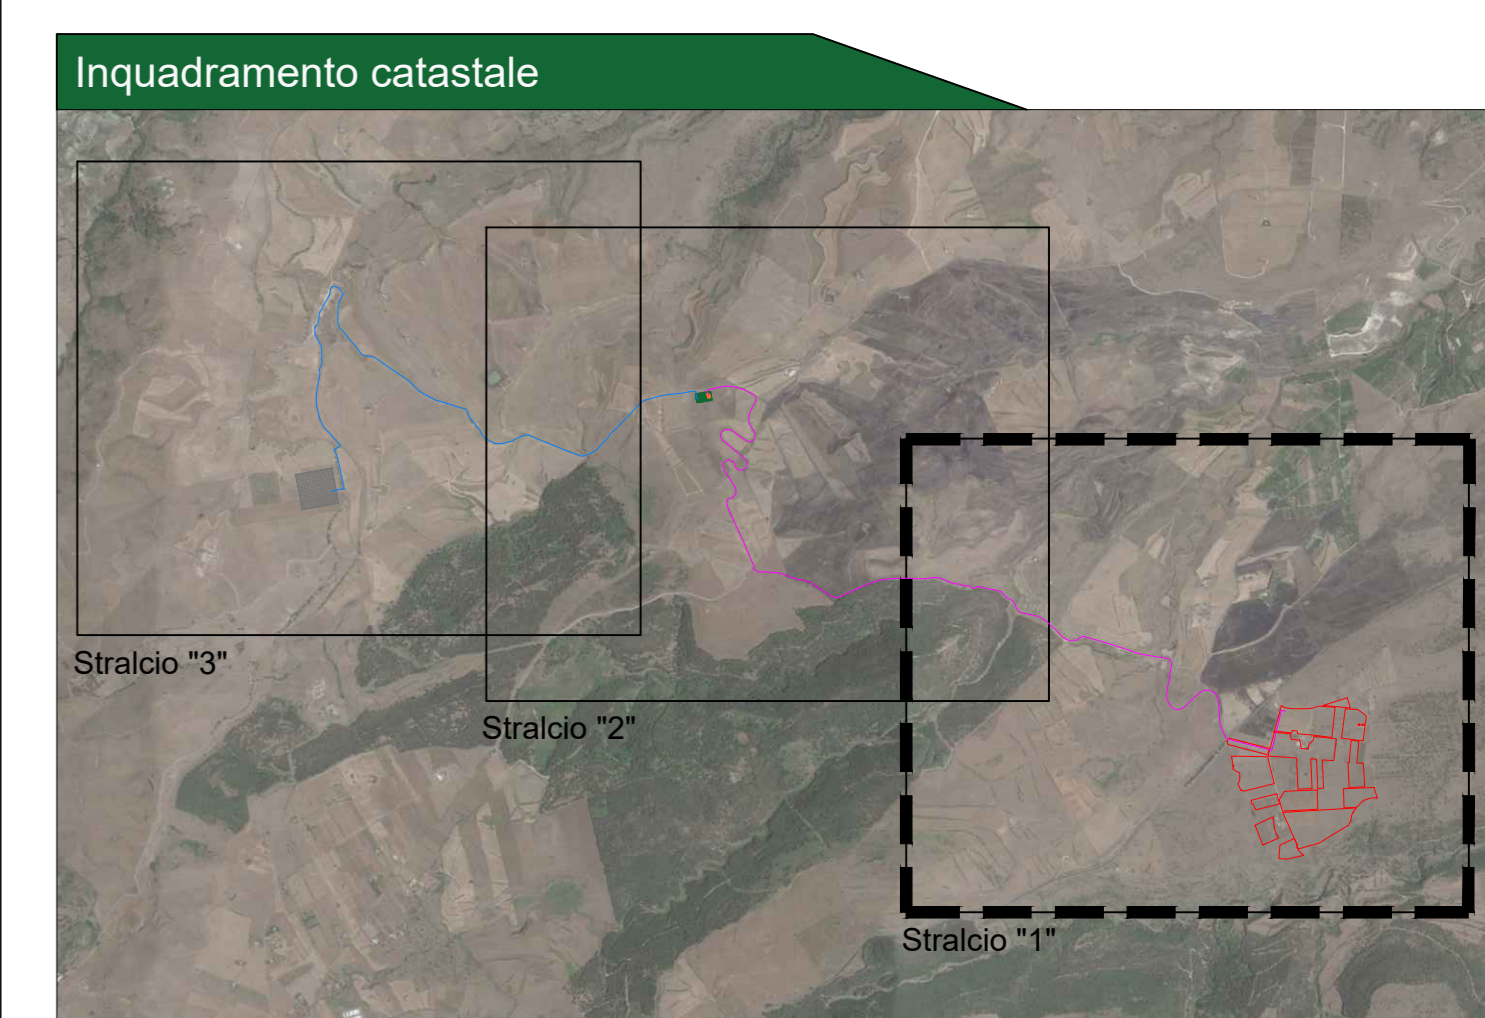 Inquadramento catastale
Stralcio "3"
Stralcio "2"
Stralcio "1"